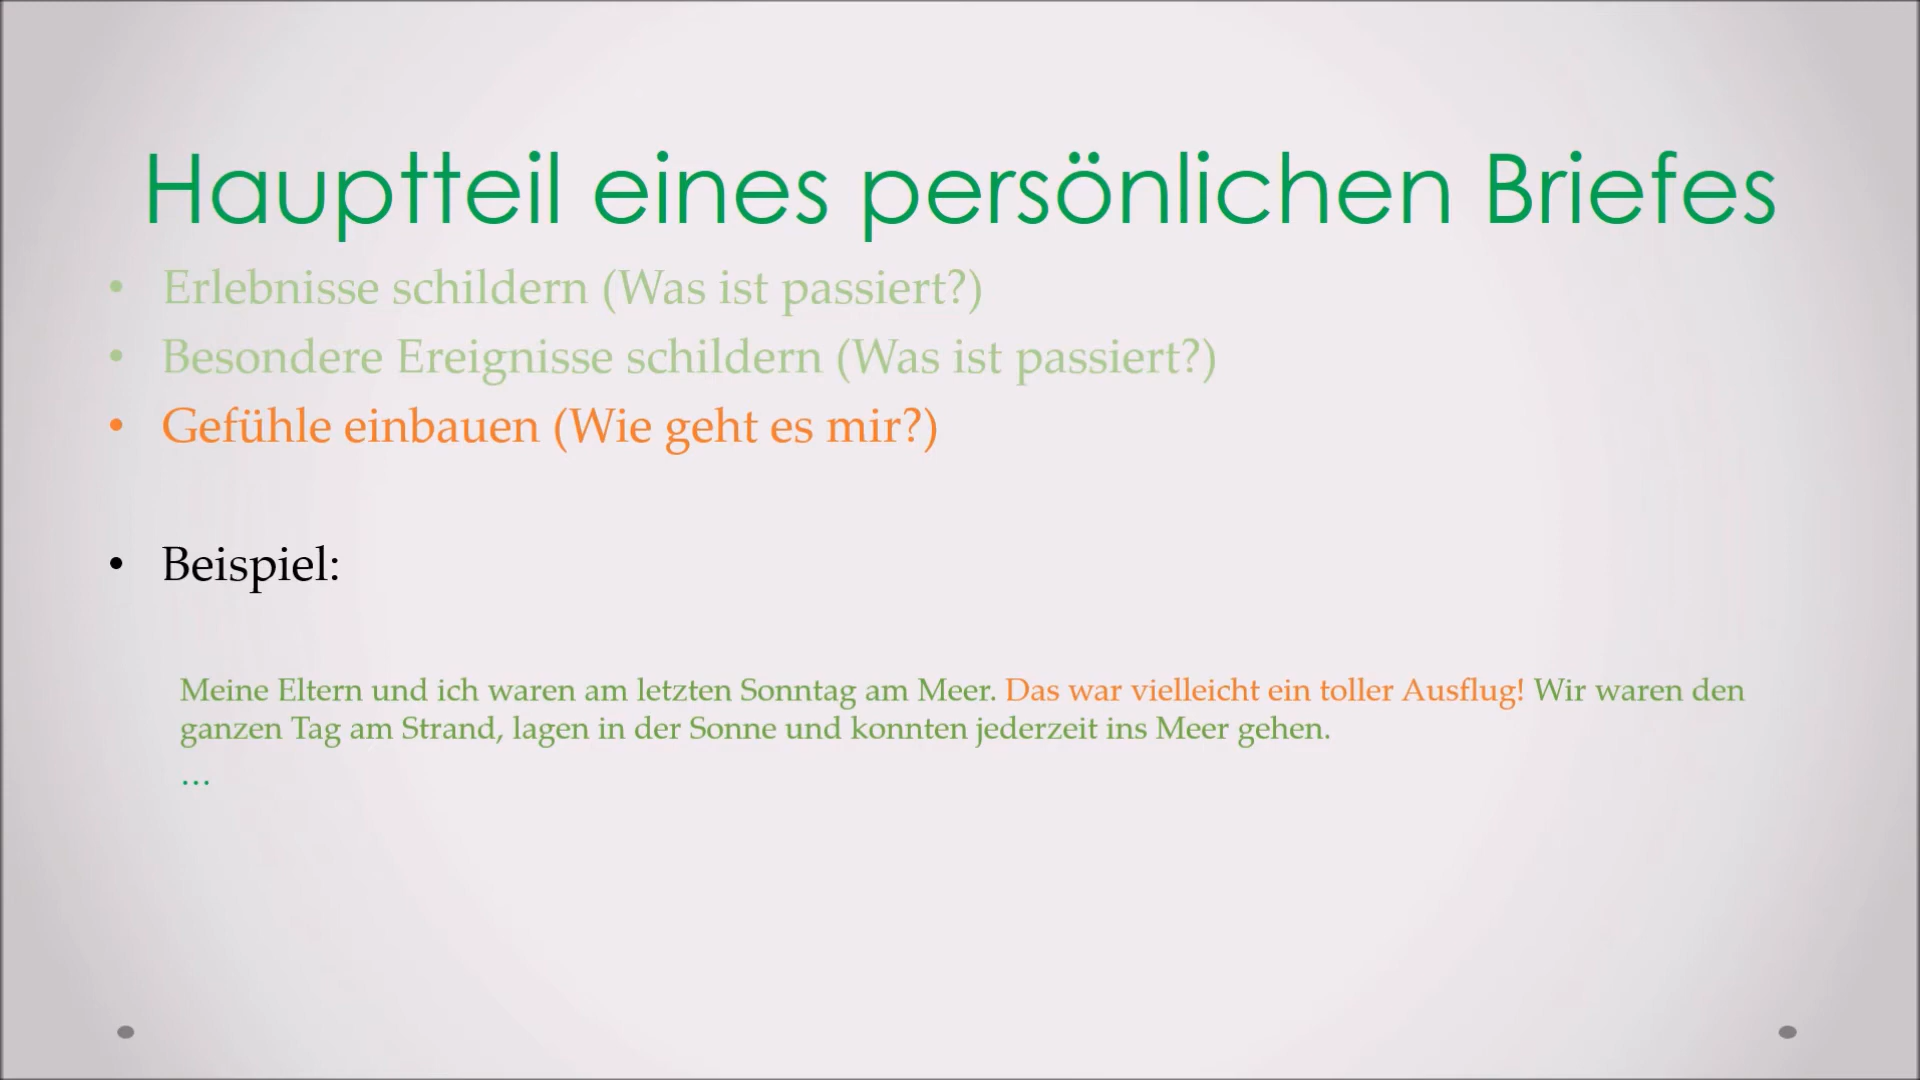 Hauptteil eines persönlichen Briefes
• Erlebnisse schildern (Was ist passiert?)
• Besondere Ereignisse schildern (Was ist passiert?)
• Gefühle einbauen (Wie geht es mir?)
• Beispiel:
Meine Eltern und ich waren am letzten Sonntag am Meer. Das war vielleicht ein toller Ausflug! Wir waren den
ganzen Tag am Strand, lagen in der Sonne und konnten jederzeit ins Meer gehen.
…